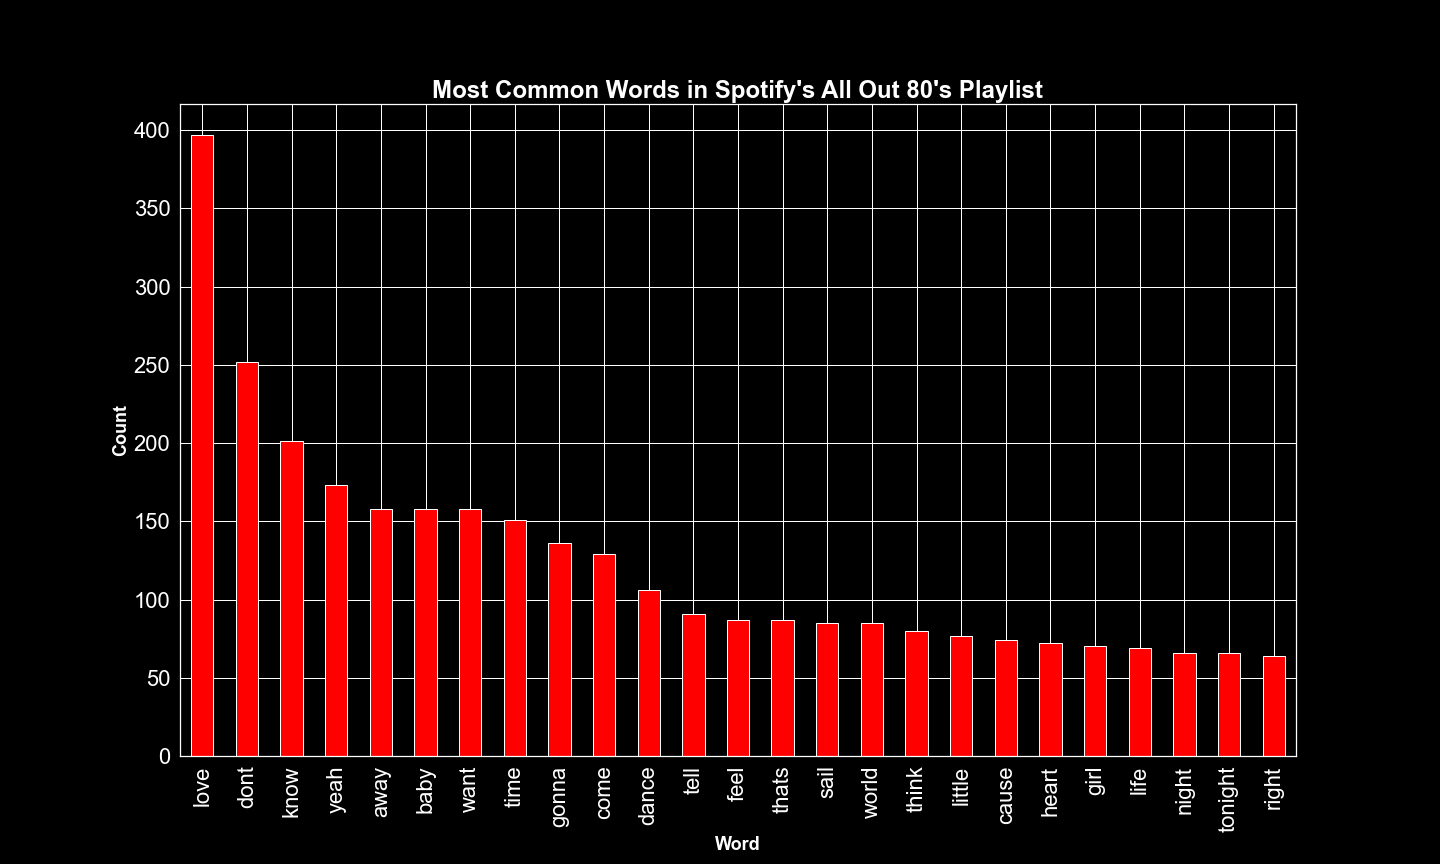 Most Common Words in Spotify's All Out 80's Playlist
400
350
300
250
200
150
100
50
0
Count
love
dont
know
yeah
away
baby
want
time
gonna
come
dance
tell
feel
thats
sail
world
think
little
cause
heart
girl
life
night
tonight
right
Word